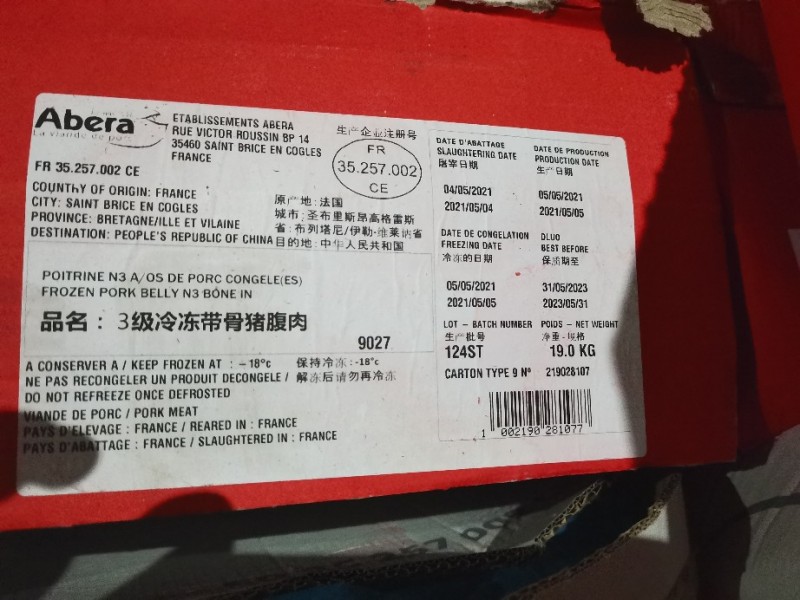 Abera
La viande de porc
ETABLISSEMENTS ABERA
RUE VICTOR ROUSSIN BP 14
35460 SAINT BRICE EN COGLES
FRANCE
生产企业注册号
FR
35.257.002
CE
FR 35.257.002 CE
COUNTRY OF ORIGIN: FRANCE
CITY: SAINT BRICE EN COGLES
PROVINCE: BRETAGNE/ILLE ET VILAINE
DESTINATION: PEOPLE'S REPUBLIC OF CHINA
原产地: 法国
城市: 圣布里斯昂高格雷斯
省: 布列塔尼/伊勒-维莱纳省
目的地: 中华人民共和国
POITRINE N3 A/OS DE PORC CONGELE(ES)
FROZEN PORK BELLY N3 BONE IN
品名: 3级冷冻带骨猪腹肉
9027
A CONSERVER A / KEEP FROZEN AT : -18°c 保持冷冻: -18°c
NE PAS RECONGELER UN PRODUIT DECONGELE / 解冻后请勿再冷冻
DO NOT REFREEZE ONCE DEFROSTED
VIANDE DE PORC / PORK MEAT
PAYS D'ELEVAGE : FRANCE / REARED IN : FRANCE
PAYS D'ABATTAGE : FRANCE / SLAUGHTERED IN : FRANCE
DATE D'ABATTAGE
SLAUGHTERING DATE
屠宰日期
04/05/2021
2021/05/04
DATE DE PRODUCTION
PRODUCTION DATE
生产日期
05/05/2021
2021/05/05
DATE DE CONGELATION
FREEZING DATE
冷冻的日期
05/05/2021
2021/05/05
DLUO
BEST BEFORE
保质期至
31/05/2023
2023/05/31
LOT - BATCH NUMBER
生产批号
124ST
POIDS - NET WEIGHT
净重-规格
19.0 KG
CARTON TYPE 9 N° 219028107
1 002190 281077